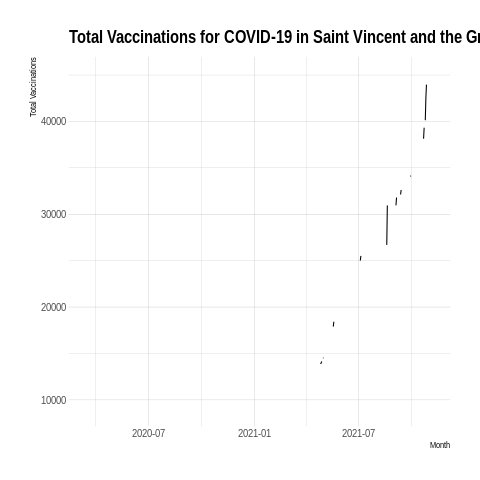 Total Vaccinations for COVID-19 in Saint Vincent and the Gr
Total Vaccinations
40000
30000
20000
10000
2020-07
2021-01
2021-07
Month